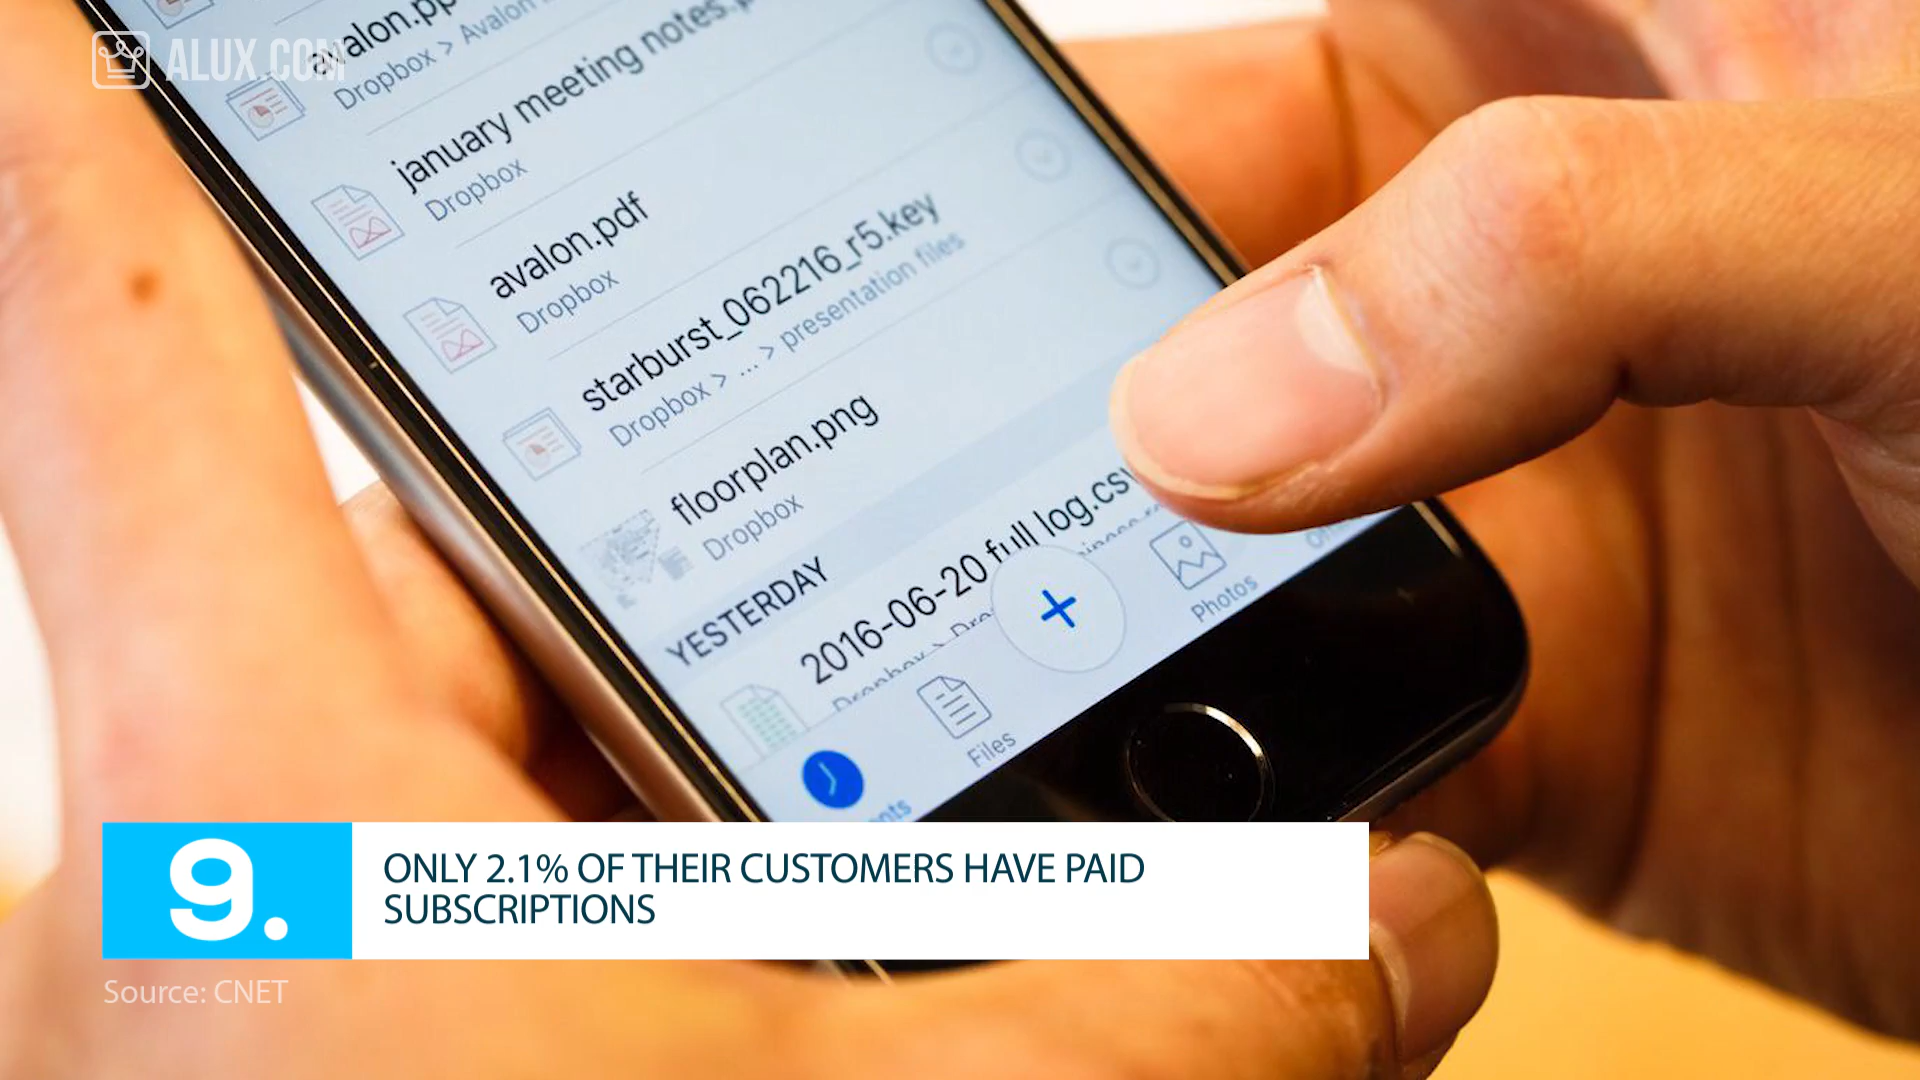 ALUX.COM
avalon.pp
Dropbox > Avalon
january meeting notes.p
Dropbox
avalon.pdf
Dropbox
starburst_062216_r5.key
Dropbox > ... > presentation files
floorplan.png
Dropbox
YESTERDAY
2016-06-20 full log.csv
Dropbox >
Files
Photos
9.
ONLY 2.1% OF THEIR CUSTOMERS HAVE PAID
SUBSCRIPTIONS
Source: CNET